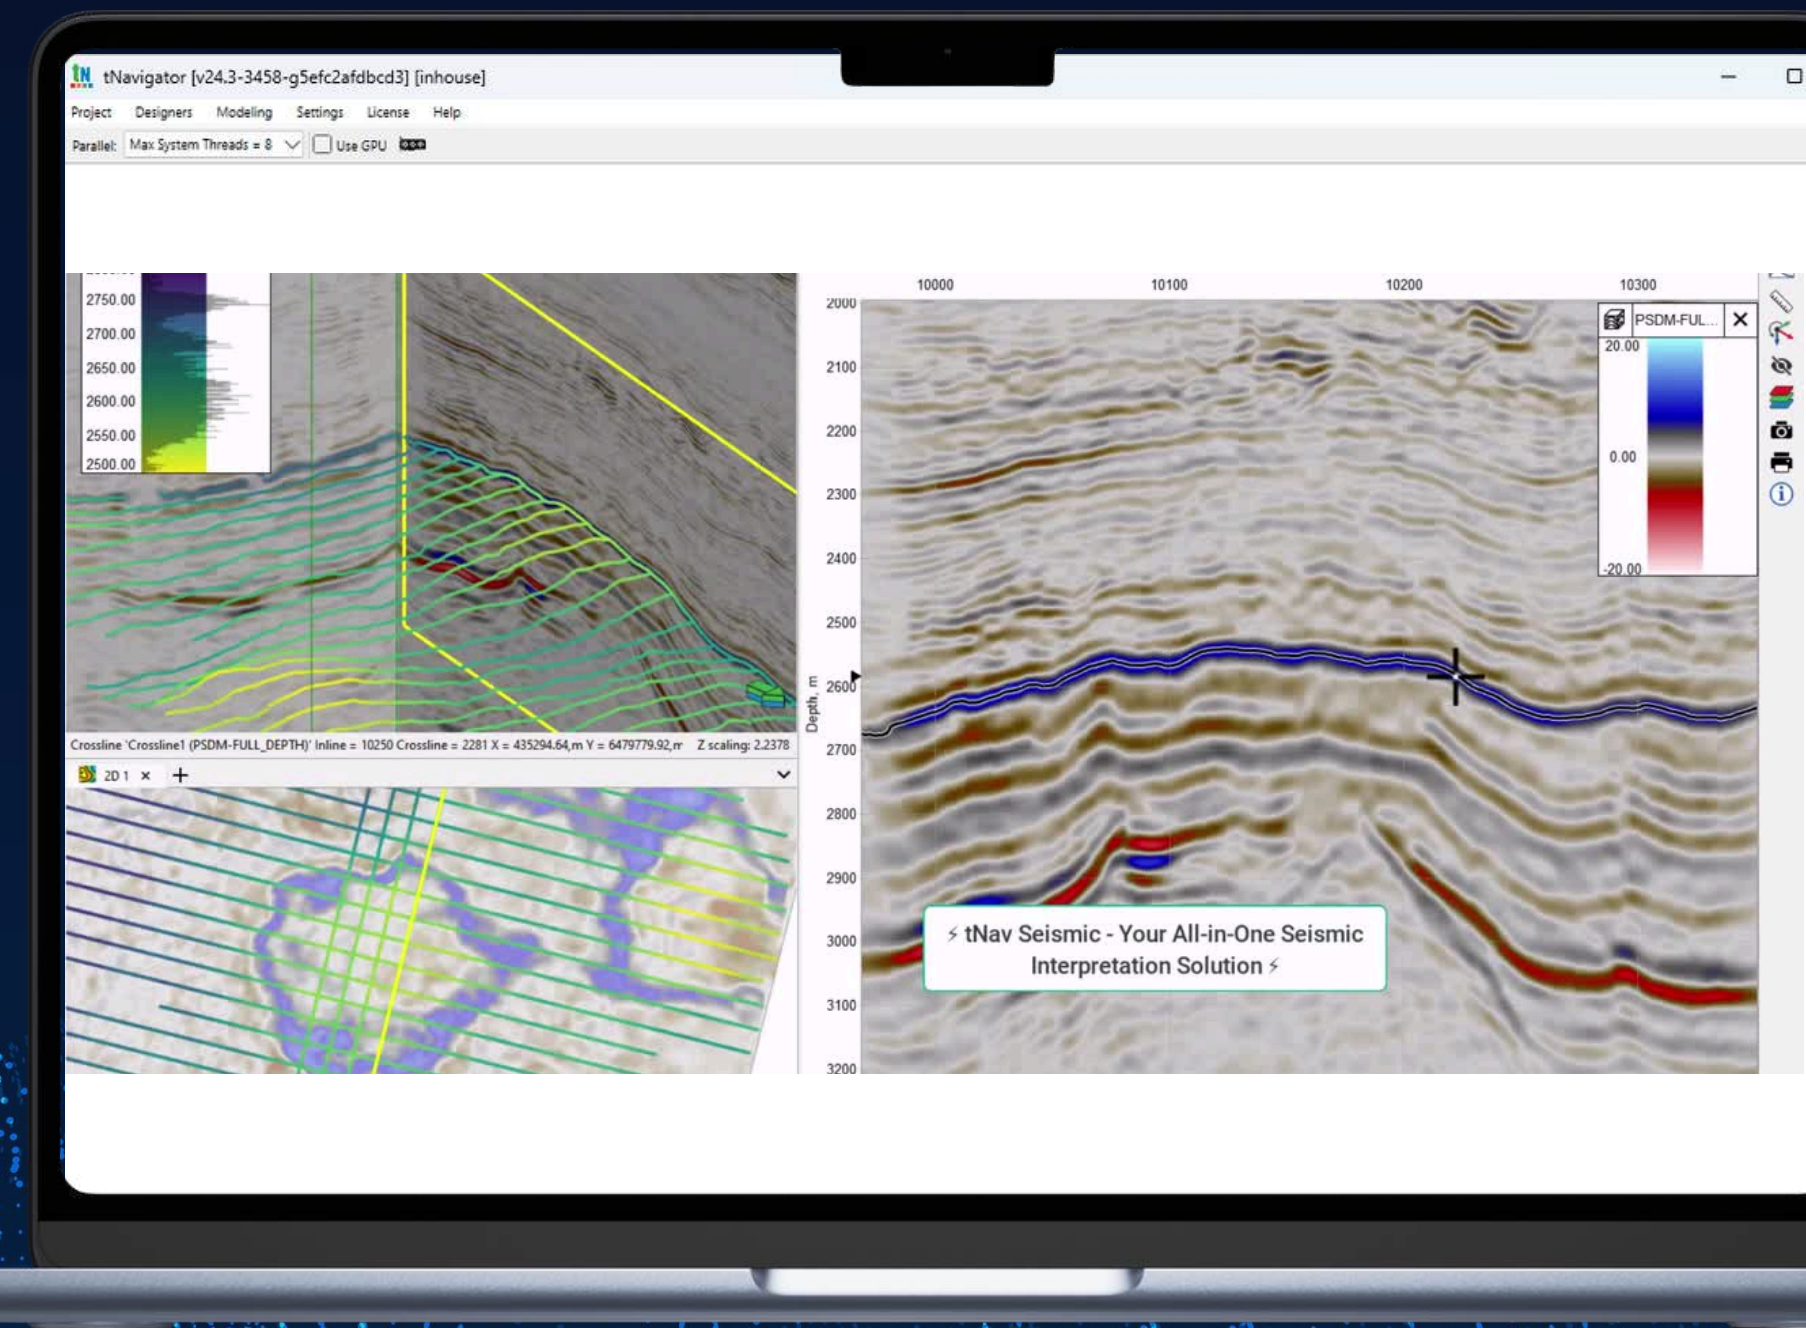 tNavigator [v24.3-3458-g5efc2afdbcd3] [inhouse]
Project Designers Modeling Settings License Help
Parallel: Max System Threads = 8 Use GPU
2750.00
2700.00
2650.00
2600.00
2550.00
2500.00
Crossline 'Crossline1 (PSDM-FULL_DEPTH)' Inline = 10250 Crossline = 2281 X = 435294.64,m Y = 6479779.92,m Z scaling: 2.2378
2D 1 × +
10000 10100 10200 10300
2000
2100
2200
2300
2400
2500
2600
2700
2800
2900
3000
3100
3200
Depth, m
PSDM-FUL...
20.00
0.00
-20.00
⚡ tNav Seismic - Your All-in-One Seismic
Interpretation Solution ⚡